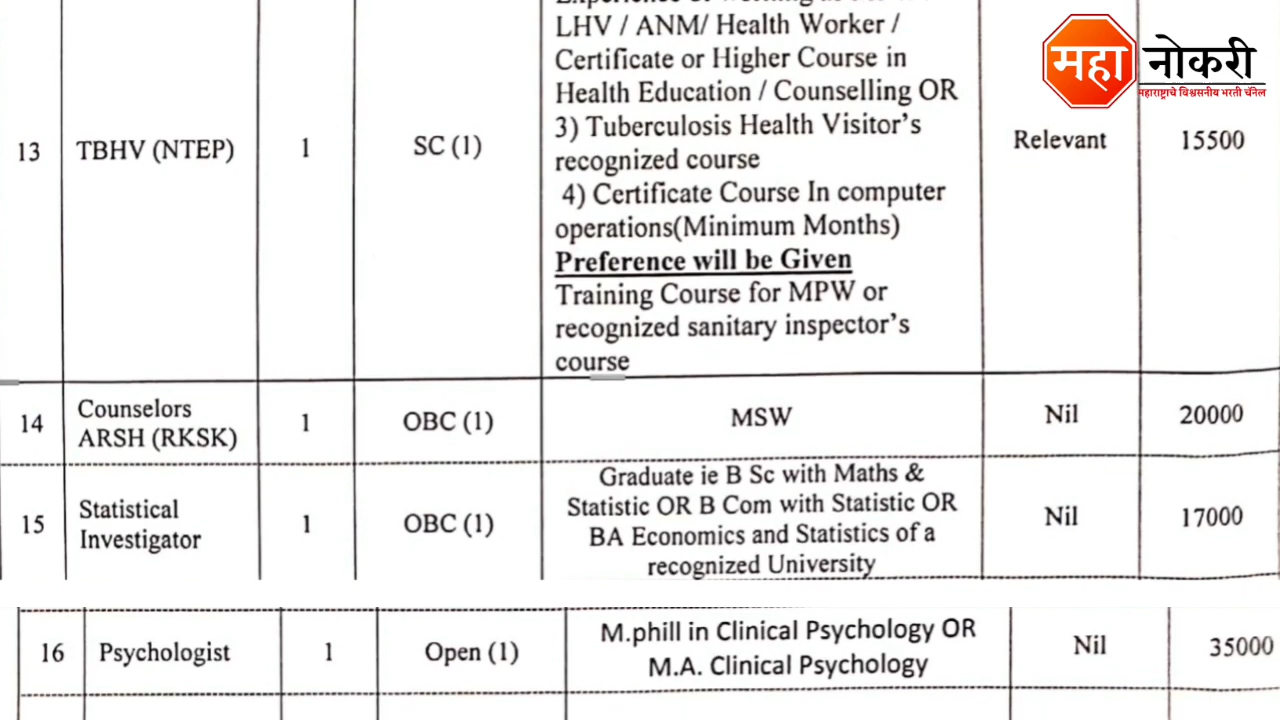 LHV / ANM/ Health Worker /
Certificate or Higher Course in
Health Education / Counselling OR
3) Tuberculosis Health Visitor's
recognized course
4) Certificate Course In computer
operations(Minimum Months)
Preference will be Given
Training Course for MPW or
recognized sanitary inspector's
course
13
TBHV (NTEP)
1
SC (1)
Relevant
15500
महा नोकरी
महाराष्ट्राचे विश्वसनीय भरती चॅनेल
14
Counselors
ARSH (RKSK)
1
OBC (1)
MSW
Nil
20000
15
Statistical
Investigator
1
OBC (1)
Graduate ie B Sc with Maths &
Statistic OR B Com with Statistic OR
BA Economics and Statistics of a
recognized University
Nil
17000
16
Psychologist
1
Open (1)
M.phill in Clinical Psychology OR
M.A. Clinical Psychology
Nil
35000